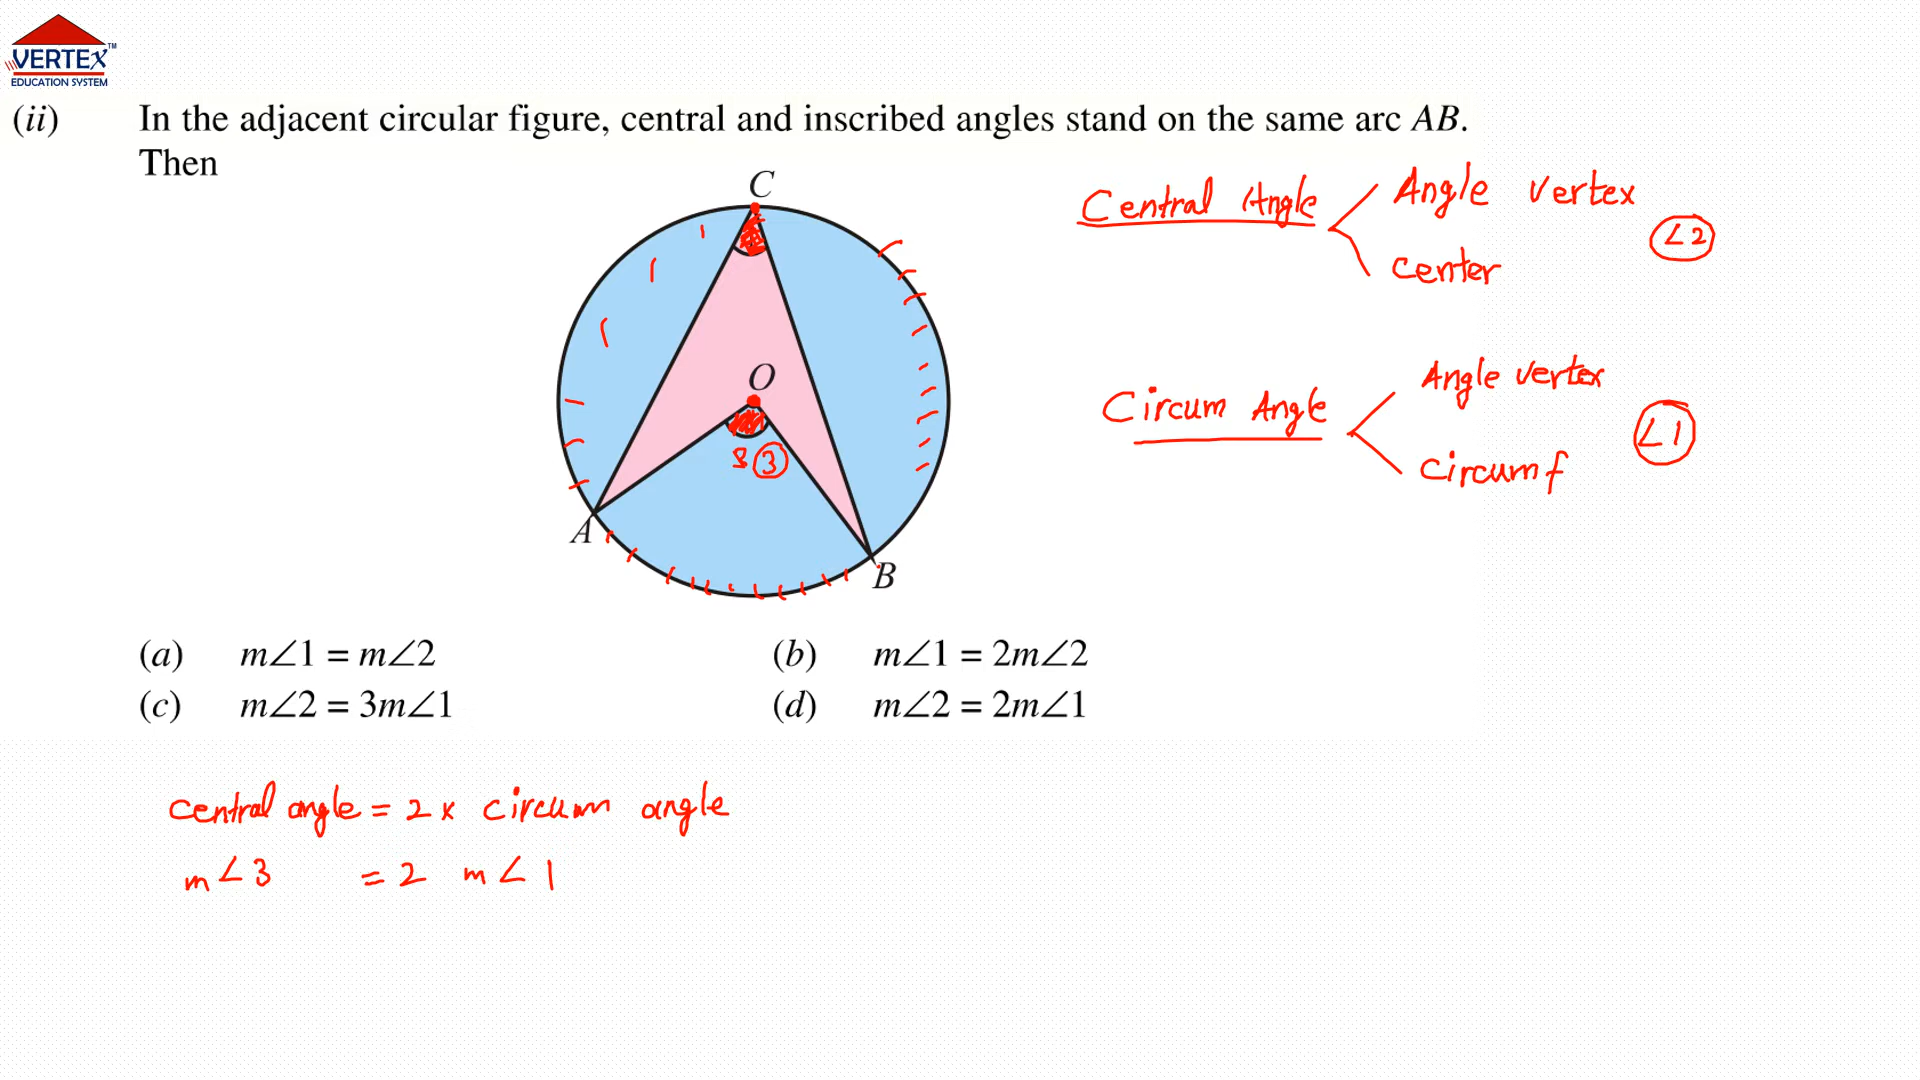 VERTEX TM
EDUCATION SYSTEM
(ii) In the adjacent circular figure, central and inscribed angles stand on the same arc AB.
Then
C
O
3
A
B
Central Angle
Angle vertex
center
∠2
Circum Angle
Angle vertex
circumf
∠1
(a) m∠1 = m∠2 (b) m∠1 = 2m∠2
(c) m∠2 = 3m∠1 (d) m∠2 = 2m∠1
central angle = 2 x circum angle
m∠3 = 2 m∠1